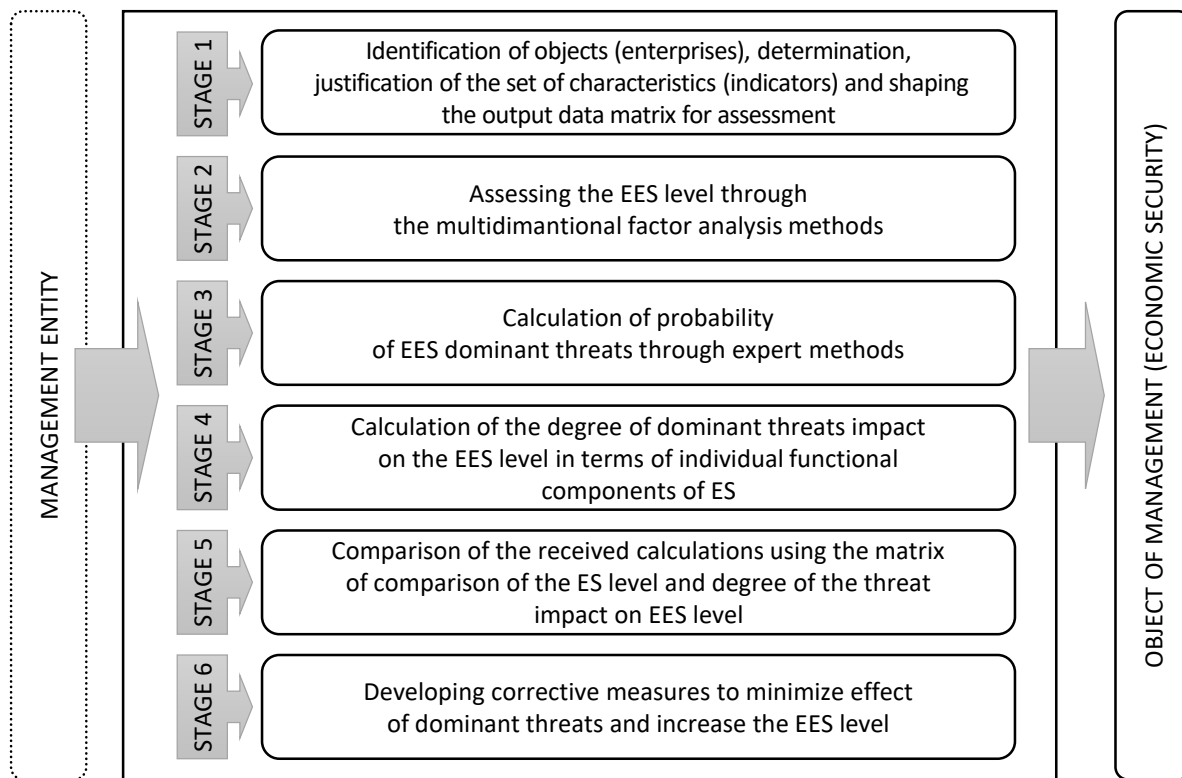 MANAGEMENT ENTITY
STAGE 1
Identification of objects (enterprises), determination,
justification of the set of characteristics (indicators) and shaping
the output data matrix for assessment
STAGE 2
Assessing the EES level through
the multidimantional factor analysis methods
STAGE 3
Calculation of probability
of EES dominant threats through expert methods
STAGE 4
Calculation of the degree of dominant threats impact
on the EES level in terms of individual functional
components of ES
STAGE 5
Comparison of the received calculations using the matrix
of comparison of the ES level and degree of the threat
impact on EES level
STAGE 6
Developing corrective measures to minimize effect
of dominant threats and increase the EES level
OBJECT OF MANAGEMENT (ECONOMIC SECURITY)